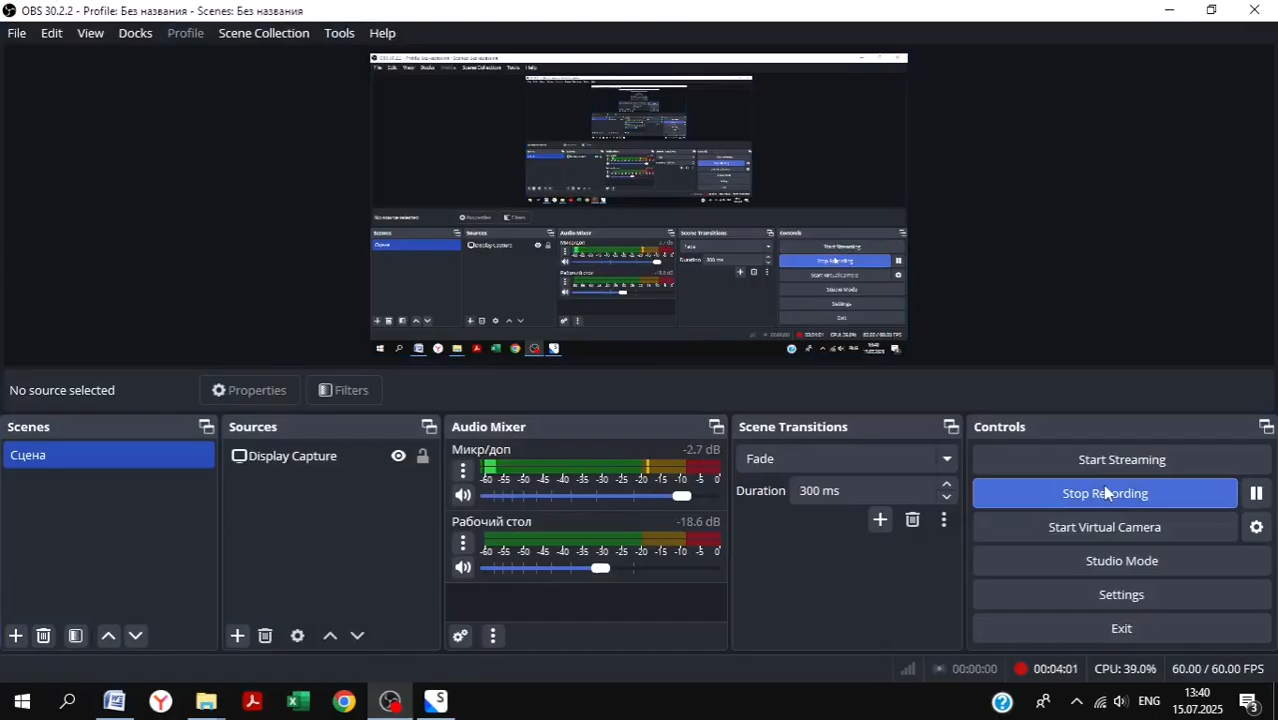 OBS 30.2.2 - Profile: Без названия - Scenes: Без названия
File Edit View Docks Profile Scene Collection Tools Help
No source selected Properties Filters
Scenes
Сцена
Sources
Display Capture
Audio Mixer
Микр/доп -2.7 dB
-60 -55 -50 -45 -40 -35 -30 -25 -20 -15 -10 -5 0
Рабочий стол -18.6 dB
-60 -55 -50 -45 -40 -35 -30 -25 -20 -15 -10 -5 0
Scene Transitions
Fade
Duration 300 ms
Controls
Start Streaming
Stop Recording
Start Virtual Camera
Studio Mode
Settings
Exit
00:00:00 00:04:01 CPU: 39.0% 60.00 / 60.00 FPS
ENG 13:40
15.07.2025 3